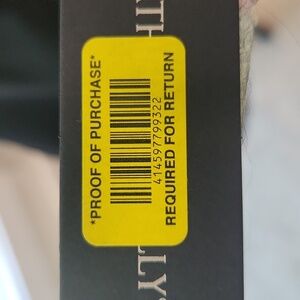 *PROOF OF PURCHASE*
414597799322
REQUIRED FOR RETURN